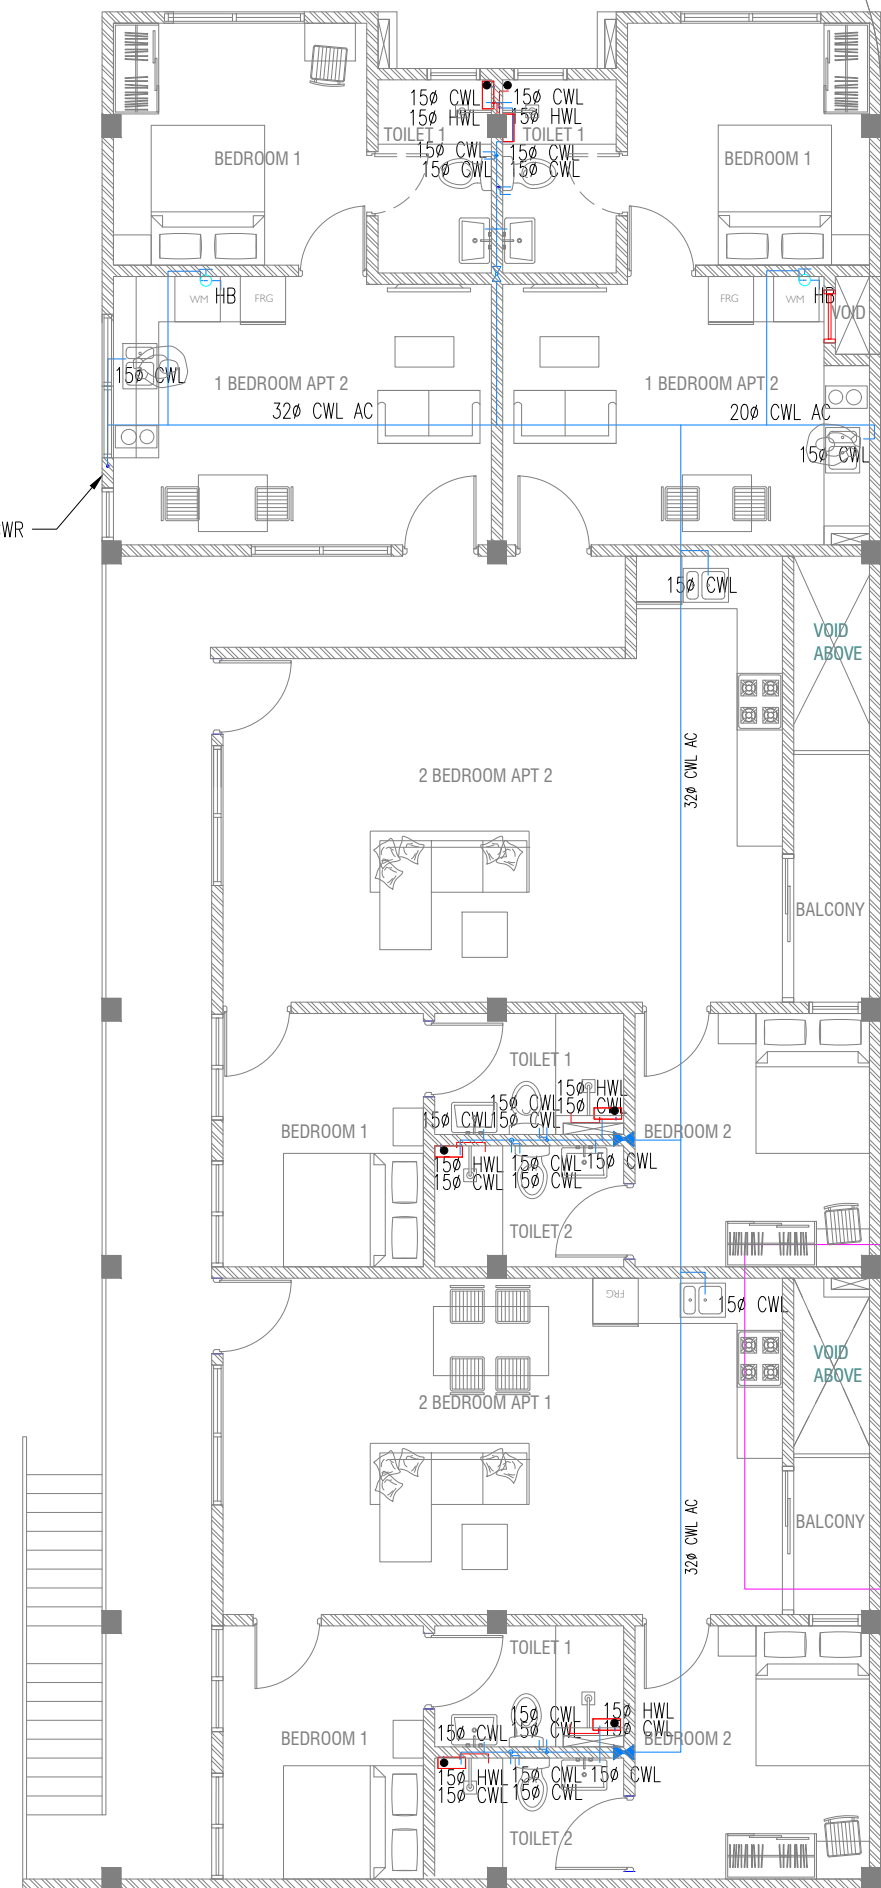 15ø CWL
15ø CWL
15ø HWL
15ø HWL
TOILET 1
TOILET 1
15ø CWL
15ø CWL
15ø CWL
15ø CWL
BEDROOM 1
BEDROOM 1
WM
HB
FRG
FRG
WM
HB
VOID
15ø CWL
1 BEDROOM APT 2
1 BEDROOM APT 2
32ø CWL AC
20ø CWL AC
15ø CWL
WR
15ø CWL
VOID
ABOVE
32ø CWL AC
2 BEDROOM APT 2
BALCONY
TOILET 1
15ø HWL
15ø CWL
15ø CWL
15ø CWL
15ø CWL
BEDROOM 1
BEDROOM 2
15ø HWL
15ø CWL
15ø CWL
15ø CWL
15ø CWL
TOILET 2
FRG
15ø CWL
VOID
ABOVE
2 BEDROOM APT 1
BALCONY
32ø CWL AC
TOILET 1
15ø HWL
15ø CWL
15ø CWL
15ø CWL
15ø CWL
BEDROOM 1
BEDROOM 2
15ø HWL
15ø CWL
15ø CWL
15ø CWL
15ø CWL
TOILET 2